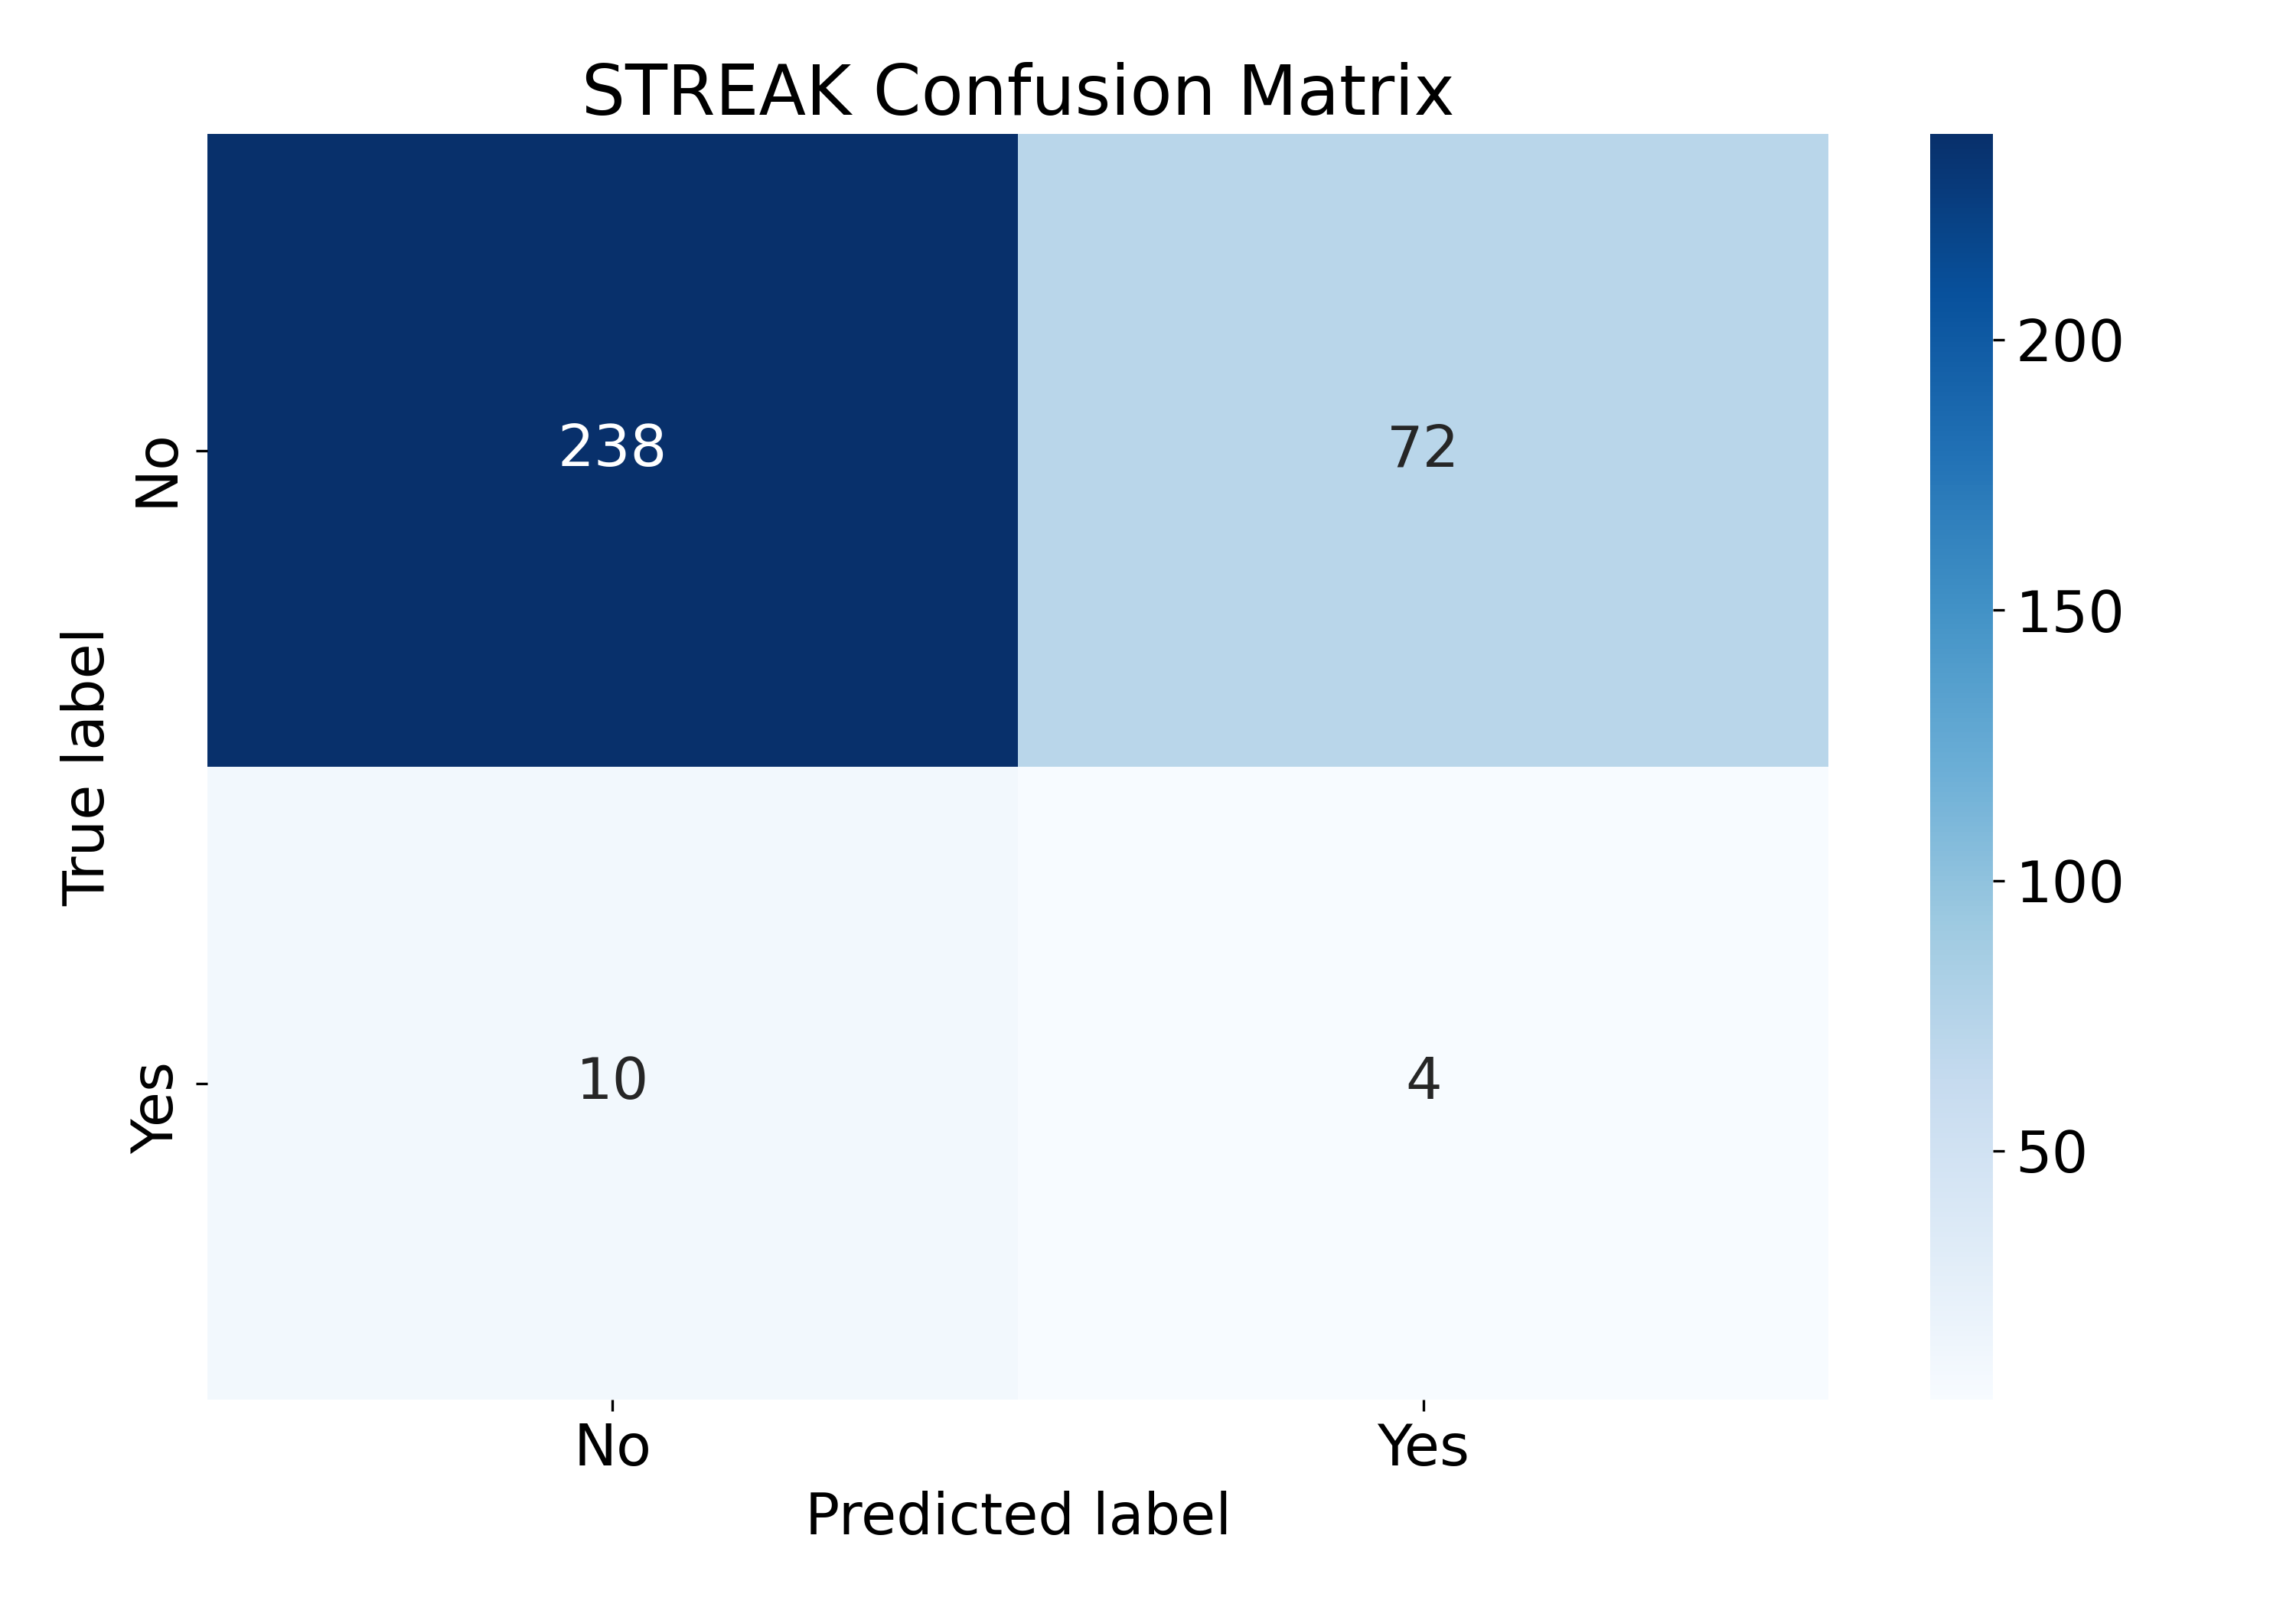 STREAK Confusion Matrix
True label
No
238
72
Yes
10
4
No
Yes
Predicted label
200
150
100
50